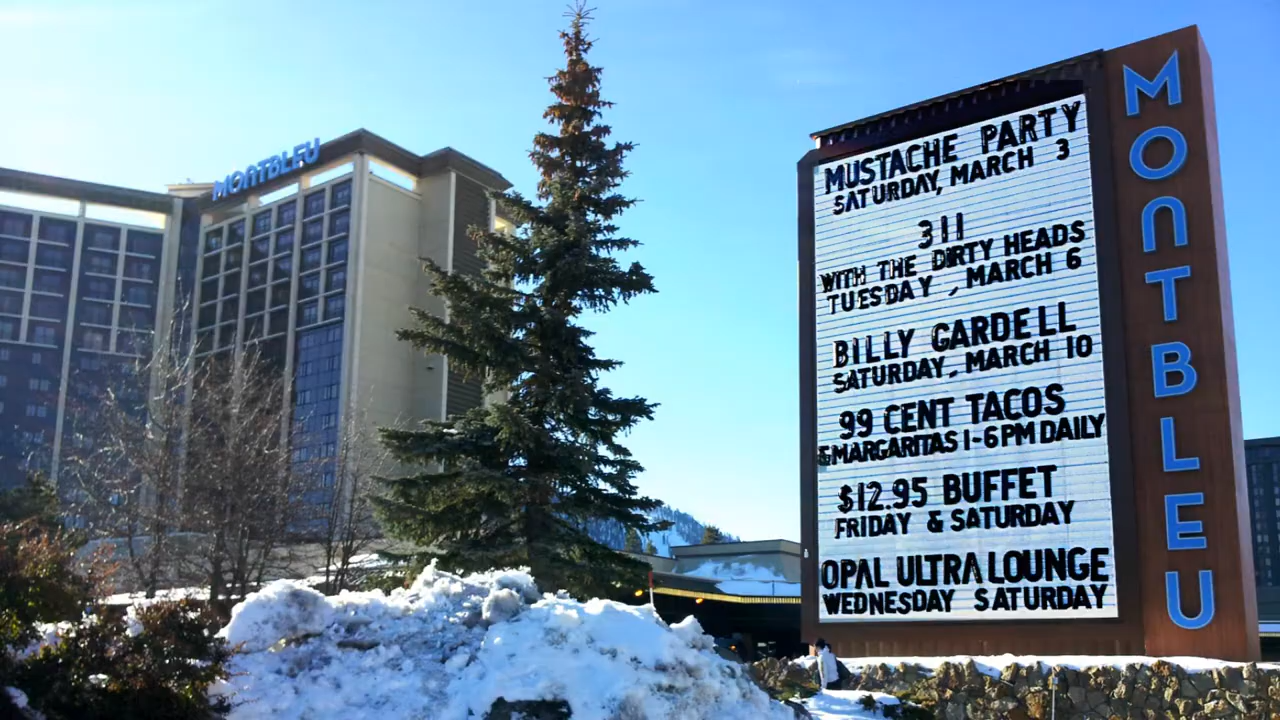 MONTBLEU
MUSTACHE PARTY
SATURDAY, MARCH 3
311
WITH THE DIRTY HEADS
TUESDAY , MARCH 6
BILLY GARDELL
SATURDAY, MARCH 10
99 CENT TACOS
&MARGARITAS 1-6PM DAILY
$12.95 BUFFET
FRIDAY & SATURDAY
OPAL ULTRA LOUNGE
WEDNESDAY SATURDAY
MONTBLEU